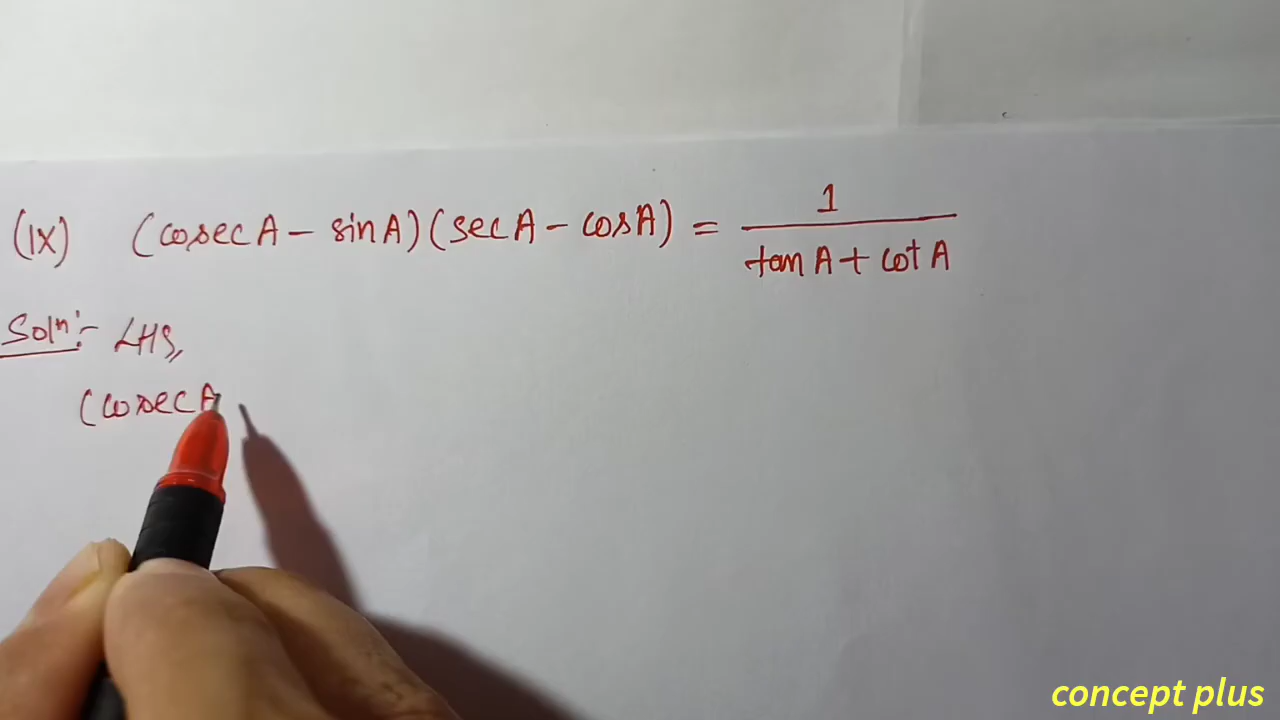 (ix) (cosec A - sin A) (sec A - cos A) = 1 / (tan A + cot A)
Solⁿ:- LHS,
(cosec A
concept plus